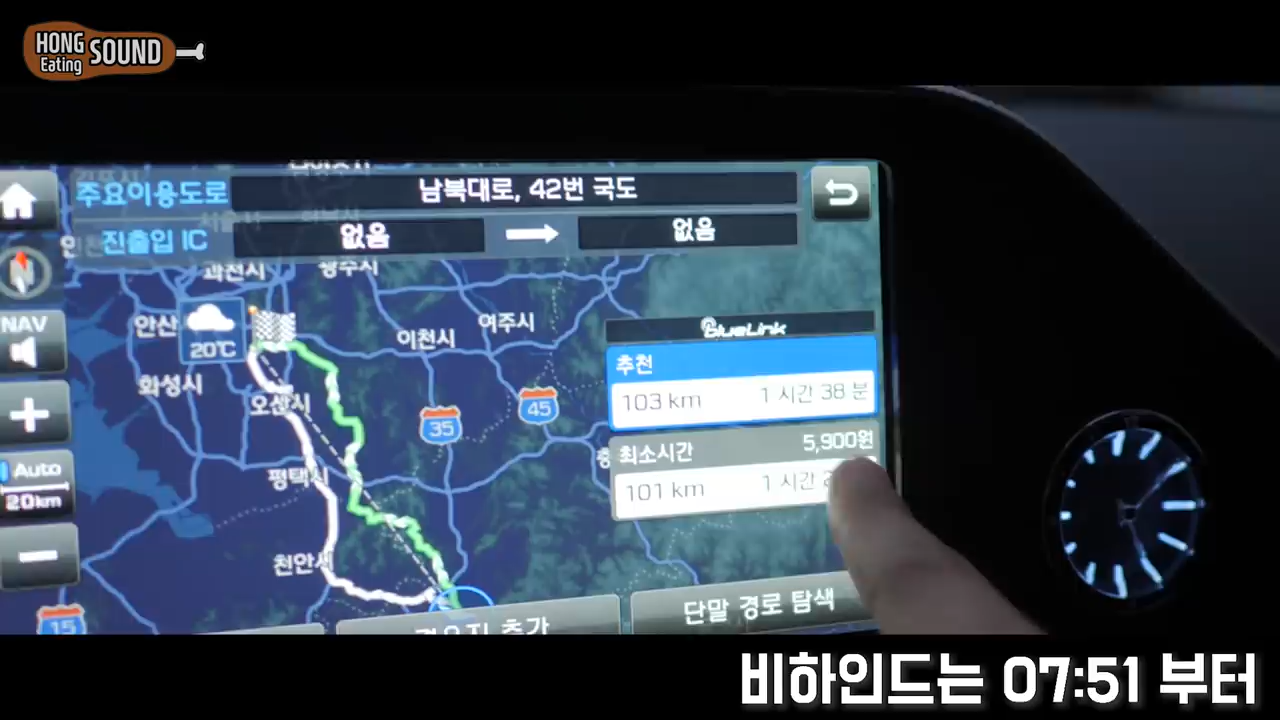 HONG
Eating SOUND
주요이용도로 남북대로, 42번 국도
진출입 IC 없음 없음
과천시 광주시
안산
20℃
이천시 여주시
NAV
화성시
오산시
35
45
평택시
천안시
15
Auto
20km
BlueLink
추천
103 km 1 시간 38 분
최소시간 5,900원
101 km 1 시간
단말 경로 탐색
비하인드는 07:51 부터